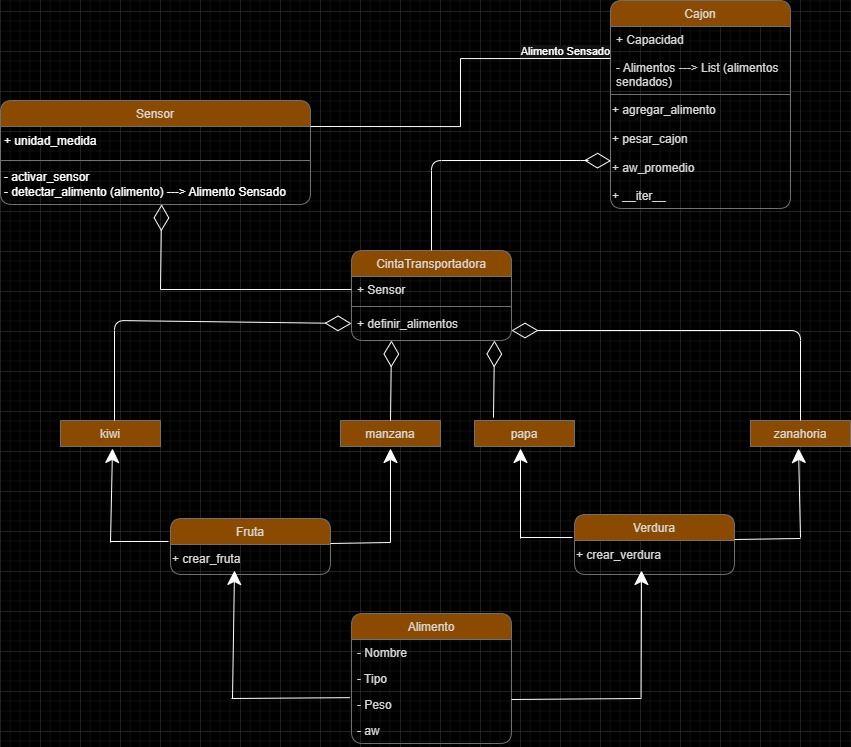 Cajon
+ Capacidad
- Alimentos ---> List (alimentos
sendados)
+ agregar_alimento
+ pesar_cajon
+ aw_promedio
+ __iter__
Alimento Sensado
Sensor
+ unidad_medida
- activar_sensor
- detectar_alimento (alimento) ---> Alimento Sensado
CintaTransportadora
+ Sensor
+ definir_alimentos
kiwi
manzana
papa
zanahoria
Fruta
+ crear_fruta
Verdura
+ crear_verdura
Alimento
- Nombre
- Tipo
- Peso
- aw